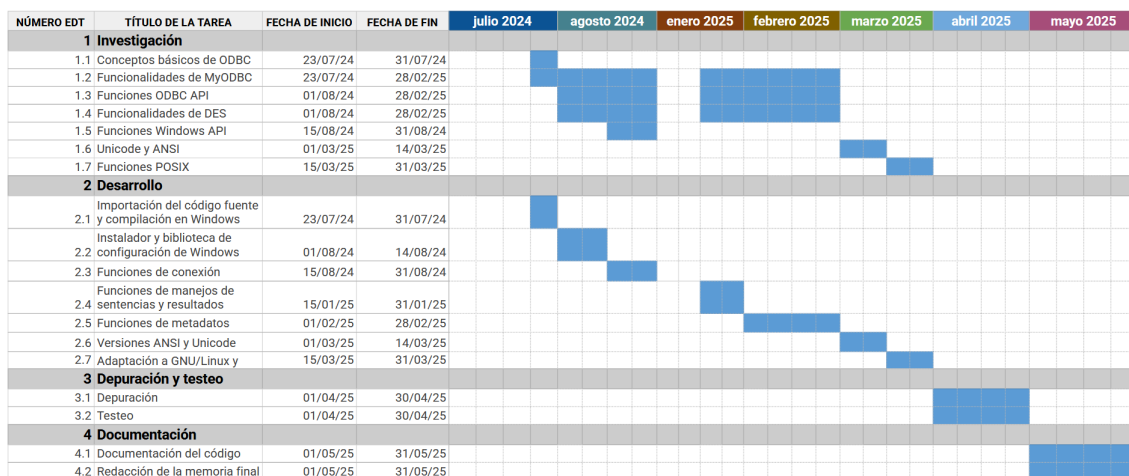 NÚMERO EDT TÍTULO DE LA TAREA FECHA DE INICIO FECHA DE FIN julio 2024 agosto 2024 enero 2025 febrero 2025 marzo 2025 abril 2025 mayo 2025
1 Investigación
1.1 Conceptos básicos de ODBC 23/07/24 31/07/24
1.2 Funcionalidades de MyODBC 23/07/24 28/02/25
1.3 Funciones ODBC API 01/08/24 28/02/25
1.4 Funcionalidades de DES 01/08/24 28/02/25
1.5 Funciones Windows API 15/08/24 31/08/24
1.6 Unicode y ANSI 01/03/25 14/03/25
1.7 Funciones POSIX 15/03/25 31/03/25
2 Desarrollo
Importación del código fuente
2.1 y compilación en Windows 23/07/24 31/07/24
Instalador y biblioteca de
2.2 configuración de Windows 01/08/24 14/08/24
2.3 Funciones de conexión 15/08/24 31/08/24
Funciones de manejos de
2.4 sentencias y resultados 15/01/25 31/01/25
2.5 Funciones de metadatos 01/02/25 28/02/25
2.6 Versiones ANSI y Unicode 01/03/25 14/03/25
2.7 Adaptación a GNU/Linux y 15/03/25 31/03/25
3 Depuración y testeo
3.1 Depuración 01/04/25 30/04/25
3.2 Testeo 01/04/25 30/04/25
4 Documentación
4.1 Documentación del código 01/05/25 31/05/25
4.2 Redacción de la memoria final 01/05/25 31/05/25